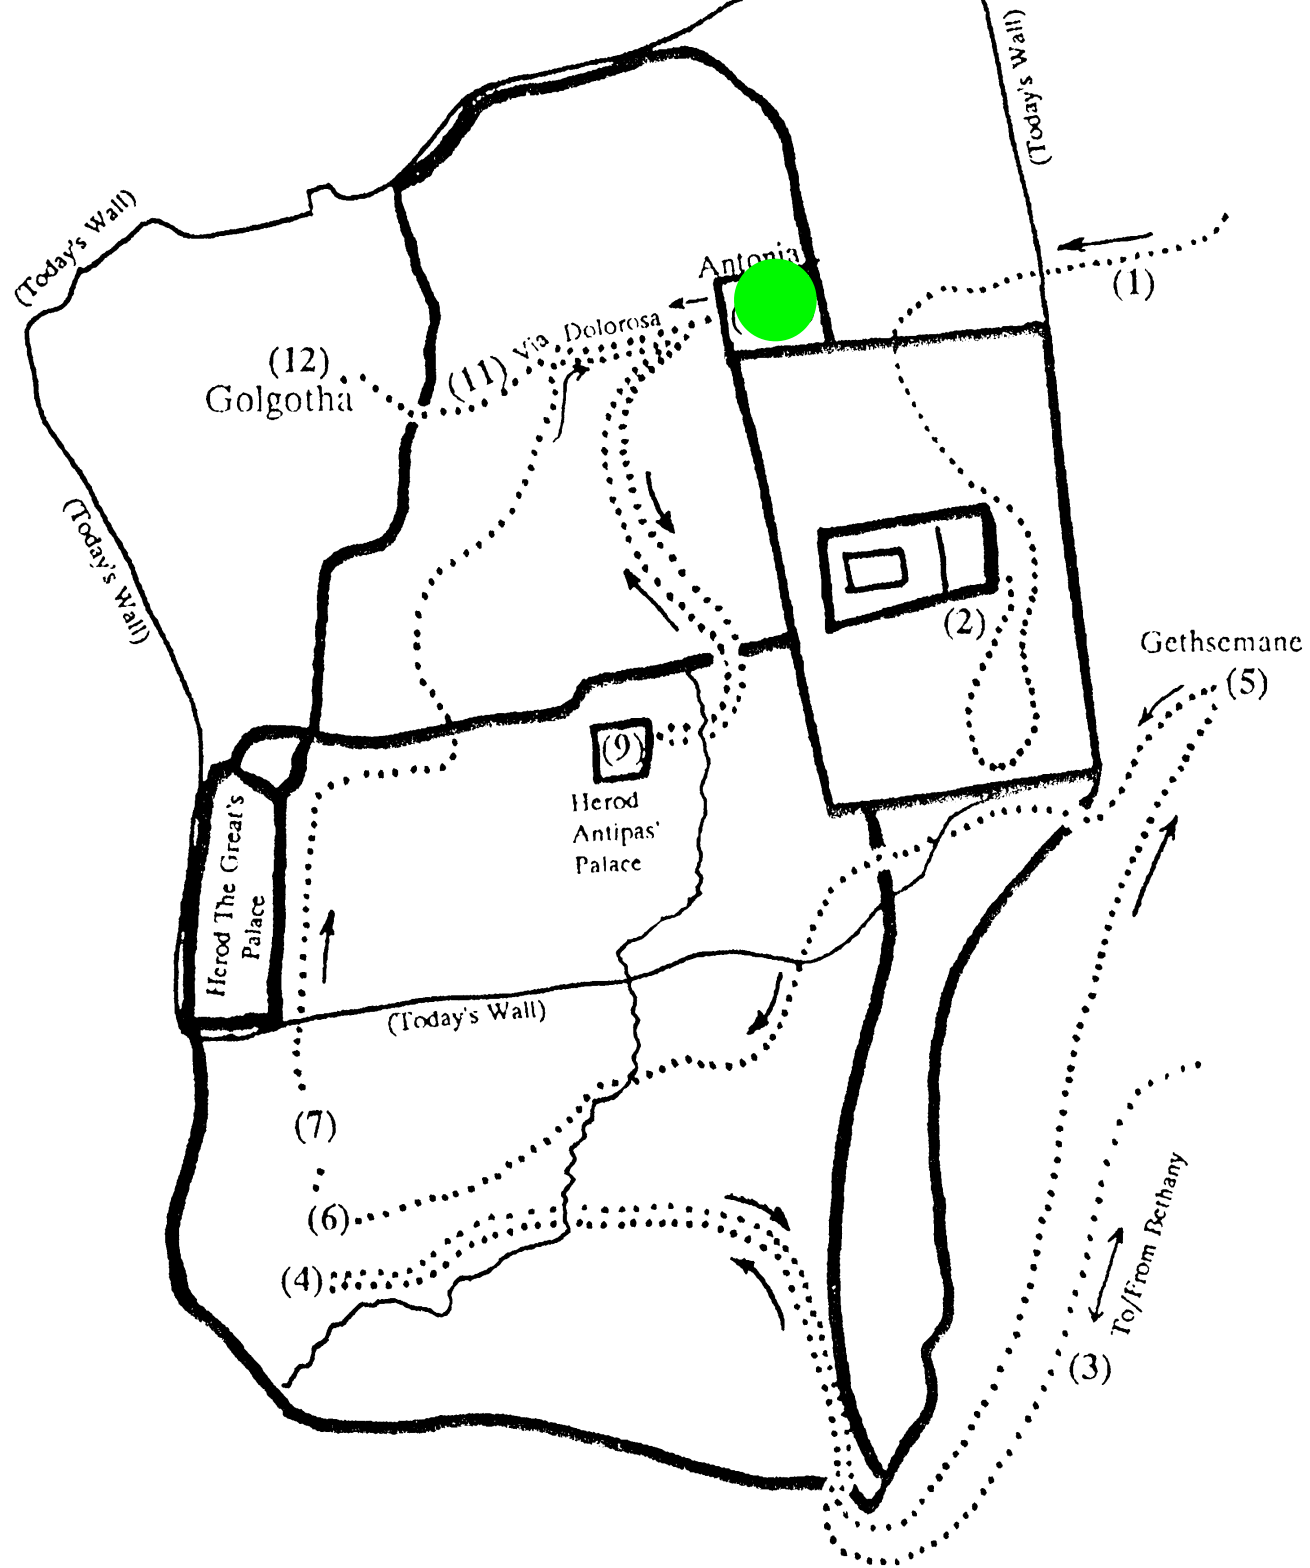 (Today's Wall)
(Today's Wall)
Antonia
(1)
Via Dolorosa
(12)
Golgotha
(11)
(Today's Wall)
(2)
Gethsemane
(5)
(9)
Herod
Antipas'
Palace
Herod The Great's
Palace
(Today's Wall)
(7)
(6)
(4)
To/From Bethany
(3)